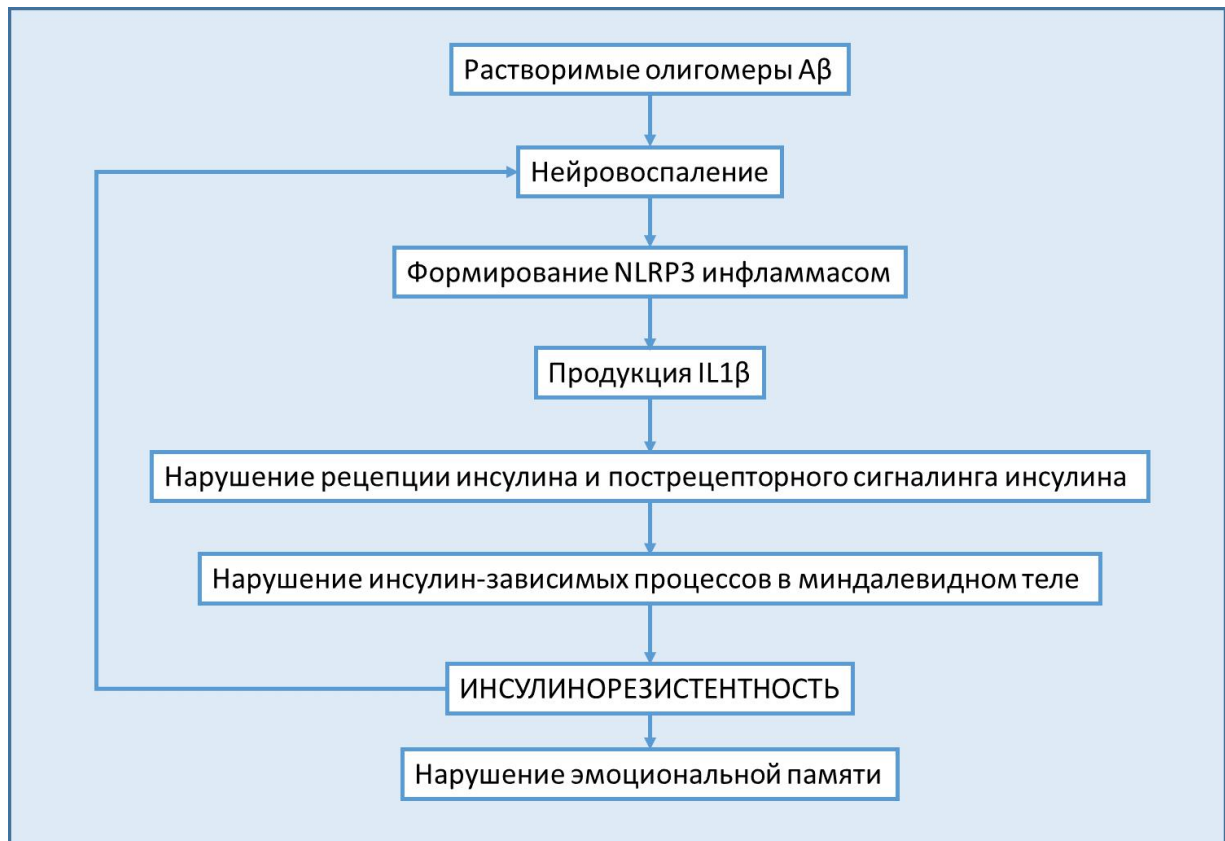 Растворимые олигомеры Aβ
Нейровоспаление
Формирование NLRP3 инфламмасом
Продукция IL1β
Нарушение рецепции инсулина и пострецепторного сигналинга инсулина
Нарушение инсулин-зависимых процессов в миндалевидном теле
ИНСУЛИНОРЕЗИСТЕНТНОСТЬ
Нарушение эмоциональной памяти